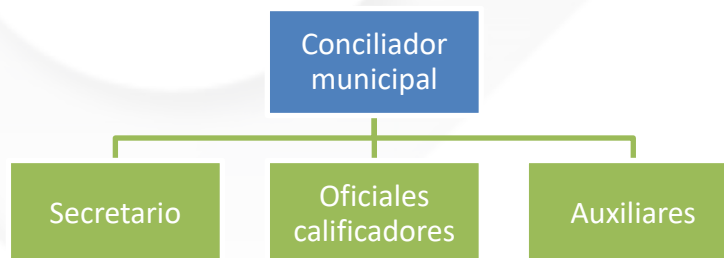 Conciliador
municipal
Secretario
Oficiales
calificadores
Auxiliares